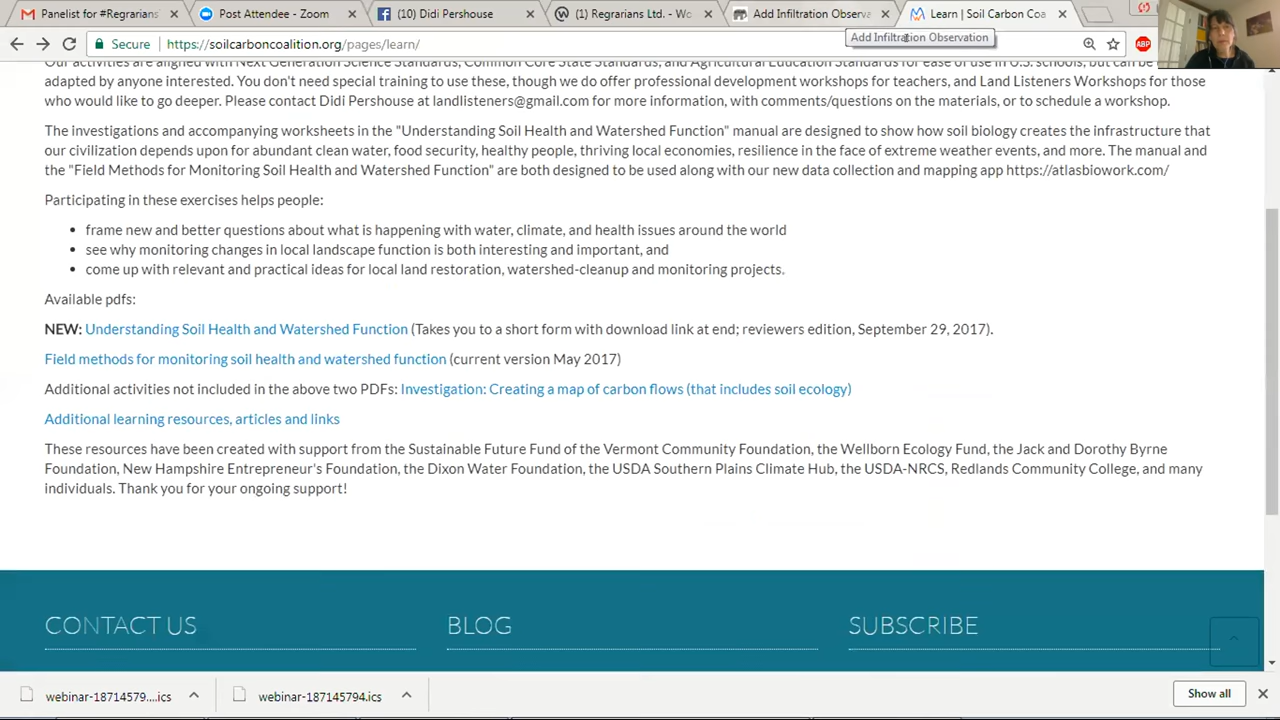 Panelist for #Regrarians
Post Attendee - Zoom
(10) Didi Pershouse
(1) Regrarians Ltd. - Wo
Add Infiltration Observa
Learn | Soil Carbon Coa
Secure
https://soilcarboncoalition.org/pages/learn/
Add Infiltration Observation
ABP
Our activities are aligned with Next Generation Science Standards, Common Core State Standards, and Agricultural Education Standards for ease of use in U.S. schools, but can be
adapted by anyone interested. You don't need special training to use these, though we do offer professional development workshops for teachers, and Land Listeners Workshops for those
who would like to go deeper. Please contact Didi Pershouse at landlisteners@gmail.com for more information, with comments/questions on the materials, or to schedule a workshop.
The investigations and accompanying worksheets in the "Understanding Soil Health and Watershed Function" manual are designed to show how soil biology creates the infrastructure that
our civilization depends upon for abundant clean water, food security, healthy people, thriving local economies, resilience in the face of extreme weather events, and more. The manual and
the "Field Methods for Monitoring Soil Health and Watershed Function" are both designed to be used along with our new data collection and mapping app https://atlasbiowork.com/
Participating in these exercises helps people:
• frame new and better questions about what is happening with water, climate, and health issues around the world
• see why monitoring changes in local landscape function is both interesting and important, and
• come up with relevant and practical ideas for local land restoration, watershed-cleanup and monitoring projects.
Available pdfs:
NEW: Understanding Soil Health and Watershed Function (Takes you to a short form with download link at end; reviewers edition, September 29, 2017).
Field methods for monitoring soil health and watershed function (current version May 2017)
Additional activities not included in the above two PDFs: Investigation: Creating a map of carbon flows (that includes soil ecology)
Additional learning resources, articles and links
These resources have been created with support from the Sustainable Future Fund of the Vermont Community Foundation, the Wellborn Ecology Fund, the Jack and Dorothy Byrne
Foundation, New Hampshire Entrepreneur's Foundation, the Dixon Water Foundation, the USDA Southern Plains Climate Hub, the USDA-NRCS, Redlands Community College, and many
individuals. Thank you for your ongoing support!
CONTACT US
BLOG
SUBSCRIBE
webinar-18714579....ics
webinar-187145794.ics
Show all